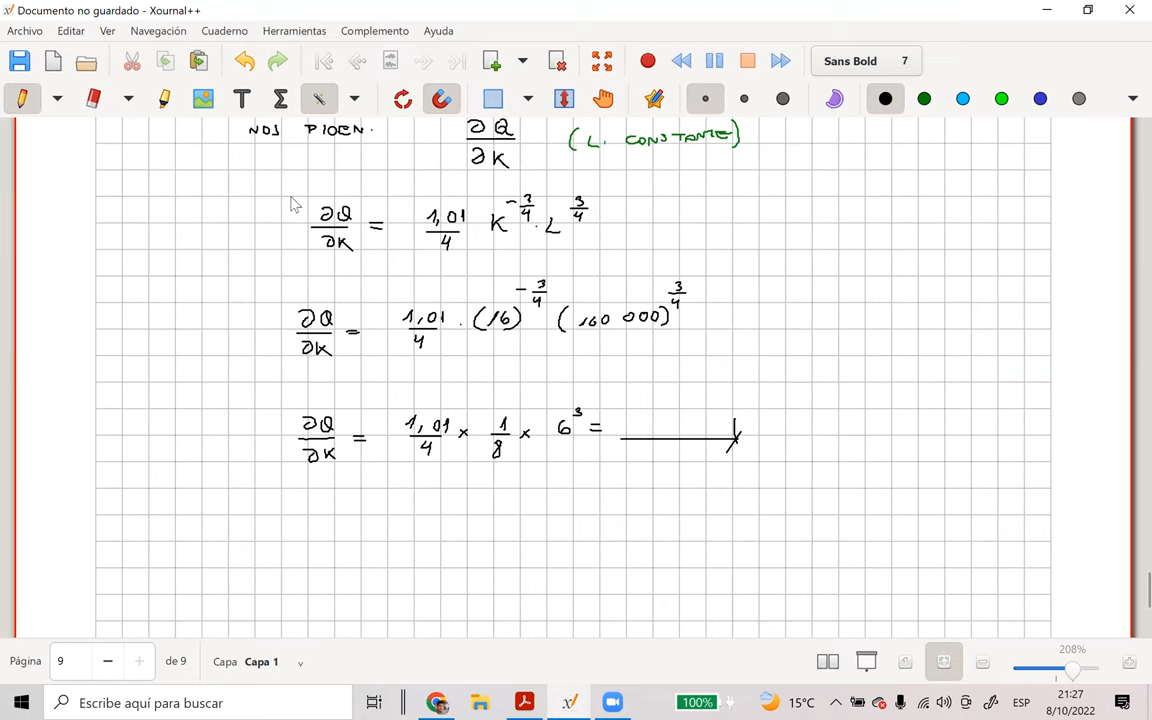 Documento no guardado - Xournal++
Archivo Editar Ver Navegación Cuaderno Herramientas Complemento Ayuda
Sans Bold 7
NOS PIDEN. ∂Q/∂K (L. CONSTANTE)
∂Q/∂K = 1,01/4 K^-3/4 . L^3/4
∂Q/∂K = 1,01/4 . (16)^-3/4 (160 000)^3/4
∂Q/∂K = 1,01/4 × 1/8 × 6^3 =
Página 9 de 9 Capa Capa 1 208%
Escribe aquí para buscar 100% 15°C ESP 21:27
8/10/2022